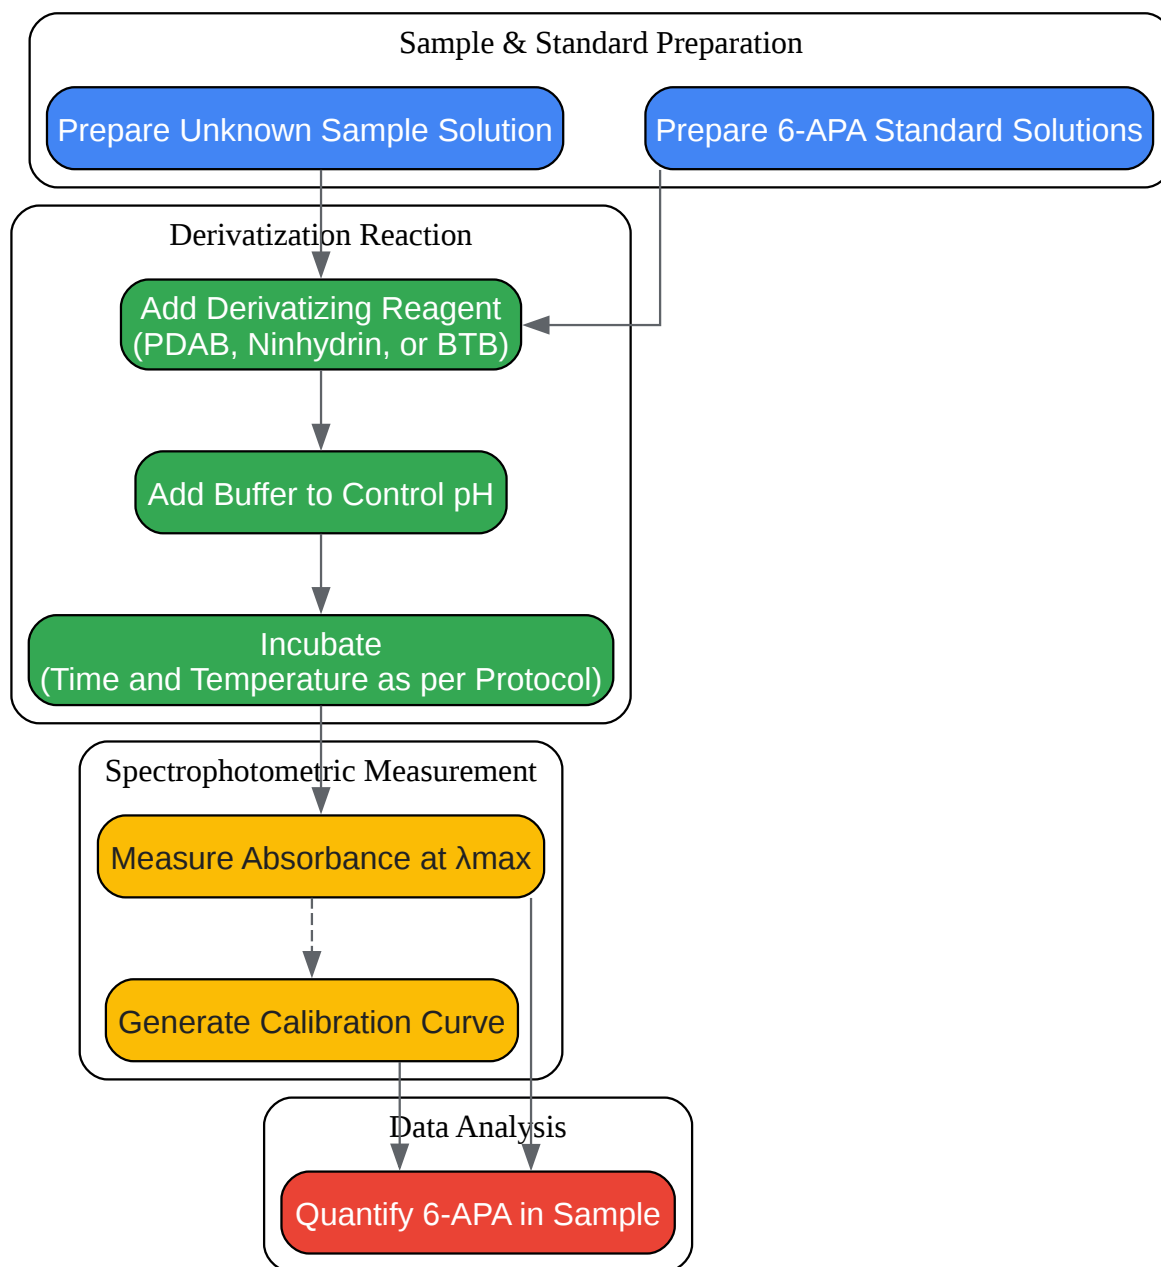 Sample & Standard Preparation
Prepare Unknown Sample Solution
Prepare 6-APA Standard Solutions
Derivatization Reaction
Add Derivatizing Reagent
(PDAB, Ninhydrin, or BTB)
Add Buffer to Control pH
Incubate
(Time and Temperature as per Protocol)
Spectrophotometric Measurement
Measure Absorbance at λmax
Generate Calibration Curve
Data Analysis
Quantify 6-APA in Sample